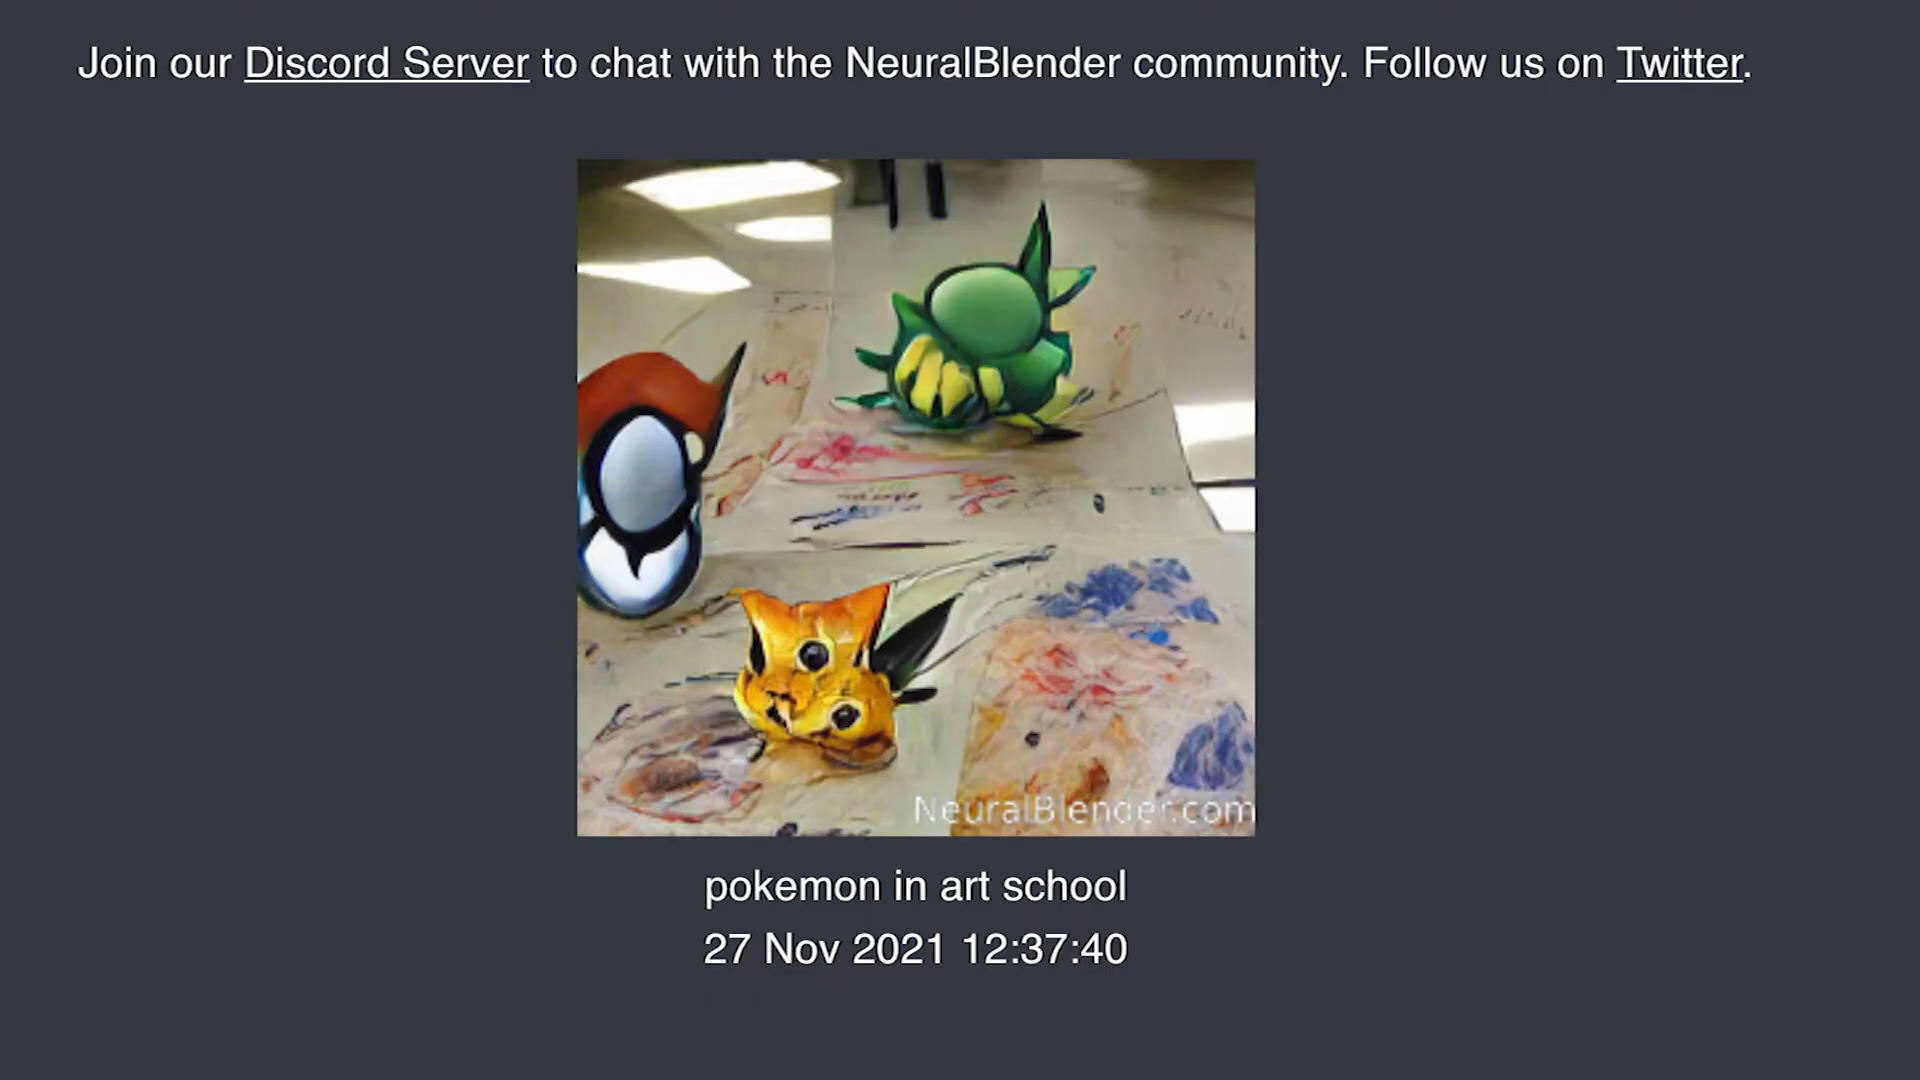 Join our Discord Server to chat with the NeuralBlender community. Follow us on Twitter.
NeuralBlender.com
pokemon in art school
27 Nov 2021 12:37:40